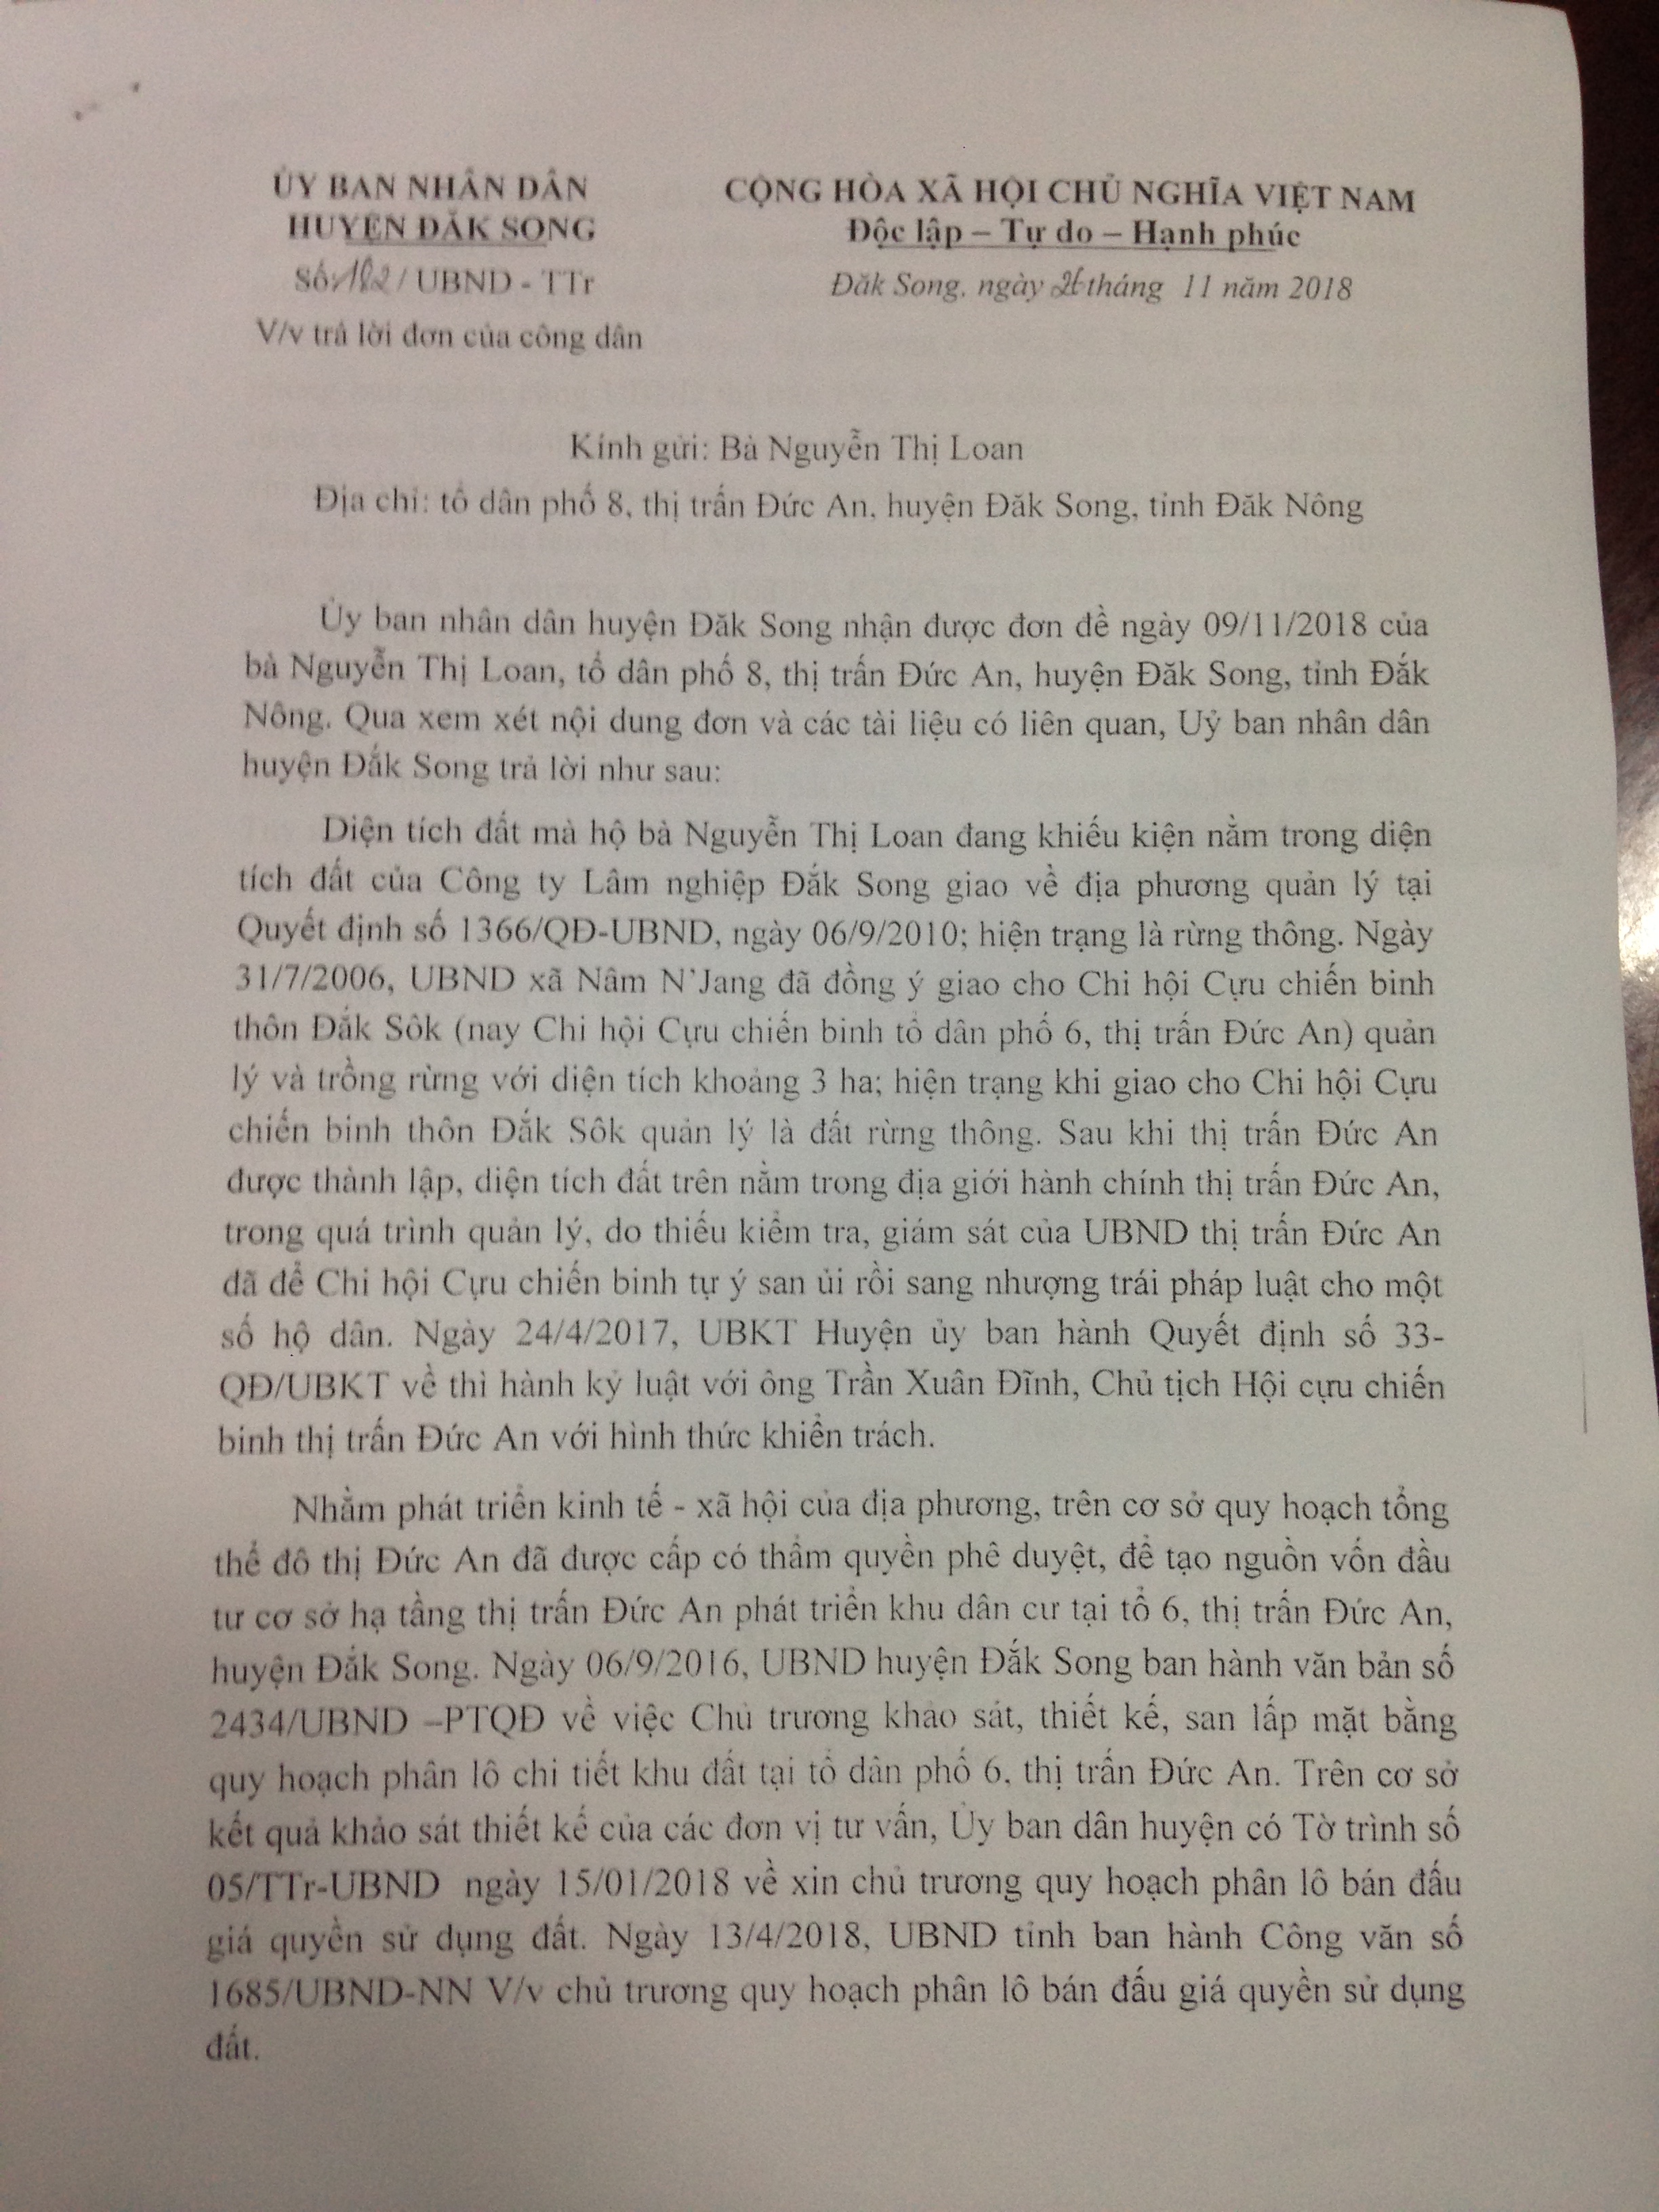 ỦY BAN NHÂN DÂN
HUYỆN ĐĂK SONG
CỘNG HÒA XÃ HỘI CHỦ NGHĨA VIỆT NAM
Độc lập – Tự do – Hạnh phúc
Số: / UBND - TTr
V/v trả lời đơn của công dân
Đăk Song, ngày tháng 11 năm 2018
Kính gửi: Bà Nguyễn Thị Loan
Địa chỉ: tổ dân phố 8, thị trấn Đức An, huyện Đăk Song, tỉnh Đăk Nông
Ủy ban nhân dân huyện Đăk Song nhận được đơn đề ngày 09/11/2018 của
bà Nguyễn Thị Loan, tổ dân phố 8, thị trấn Đức An, huyện Đăk Song, tỉnh Đắk
Nông. Qua xem xét nội dung đơn và các tài liệu có liên quan, Uỷ ban nhân dân
huyện Đắk Song trả lời như sau:
Diện tích đất mà hộ bà Nguyễn Thị Loan đang khiếu kiện nằm trong diện
tích đất của Công ty Lâm nghiệp Đắk Song giao về địa phương quản lý tại
Quyết định số 1366/QĐ-UBND, ngày 06/9/2010; hiện trạng là rừng thông. Ngày
31/7/2006, UBND xã Nâm N’Jang đã đồng ý giao cho Chi hội Cựu chiến binh
thôn Đắk Sôk (nay Chi hội Cựu chiến binh tổ dân phố 6, thị trấn Đức An) quản
lý và trồng rừng với diện tích khoảng 3 ha; hiện trạng khi giao cho Chi hội Cựu
chiến binh thôn Đắk Sôk quản lý là đất rừng thông. Sau khi thị trấn Đức An
được thành lập, diện tích đất trên nằm trong địa giới hành chính thị trấn Đức An,
trong quá trình quản lý, do thiếu kiểm tra, giám sát của UBND thị trấn Đức An
đã để Chi hội Cựu chiến binh tự ý san ủi rồi sang nhượng trái pháp luật cho một
số hộ dân. Ngày 24/4/2017, UBKT Huyện ủy ban hành Quyết định số 33-
QĐ/UBKT về thi hành kỷ luật với ông Trần Xuân Đĩnh, Chủ tịch Hội cựu chiến
binh thị trấn Đức An với hình thức khiển trách.
Nhằm phát triển kinh tế - xã hội của địa phương, trên cơ sở quy hoạch tổng
thể đô thị Đức An đã được cấp có thẩm quyền phê duyệt, để tạo nguồn vốn đầu
tư cơ sở hạ tầng thị trấn Đức An phát triển khu dân cư tại tổ 6, thị trấn Đức An,
huyện Đắk Song. Ngày 06/9/2016, UBND huyện Đắk Song ban hành văn bản số
2434/UBND –PTQĐ về việc Chủ trương khảo sát, thiết kế, san lấp mặt bằng
quy hoạch phân lô chi tiết khu đất tại tổ dân phố 6, thị trấn Đức An. Trên cơ sở
kết quả khảo sát thiết kế của các đơn vị tư vấn, Ủy ban dân huyện có Tờ trình số
05/TTr-UBND ngày 15/01/2018 về xin chủ trương quy hoạch phân lô bán đấu
giá quyền sử dụng đất. Ngày 13/4/2018, UBND tỉnh ban hành Công văn số
1685/UBND-NN V/v chủ trương quy hoạch phân lô bán đấu giá quyền sử dụng
đất.